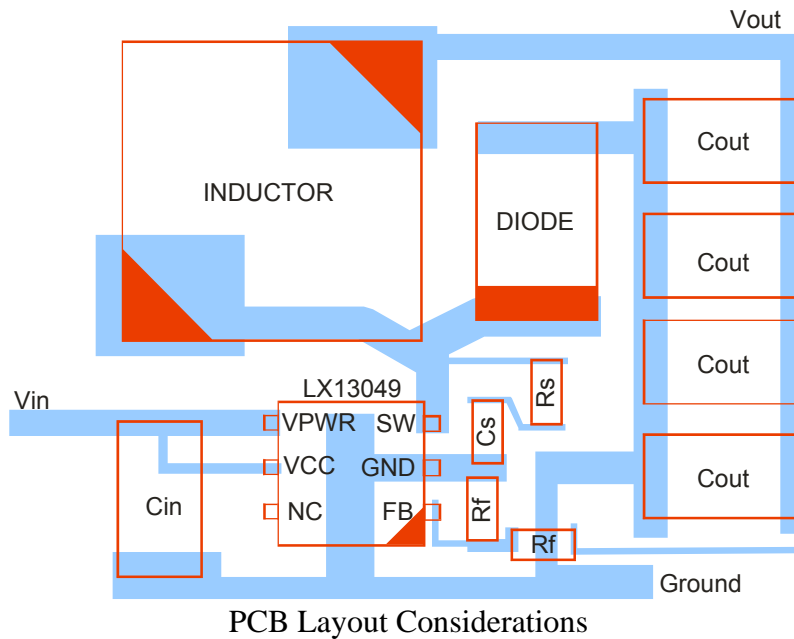 Vout
INDUCTOR
DIODE
Cout
Cout
Cout
Cout
LX13049
Vin
VPWR
SW
VCC
GND
NC
FB
Cin
Rs
Cs
Rf
Rf
Ground
PCB Layout Considerations